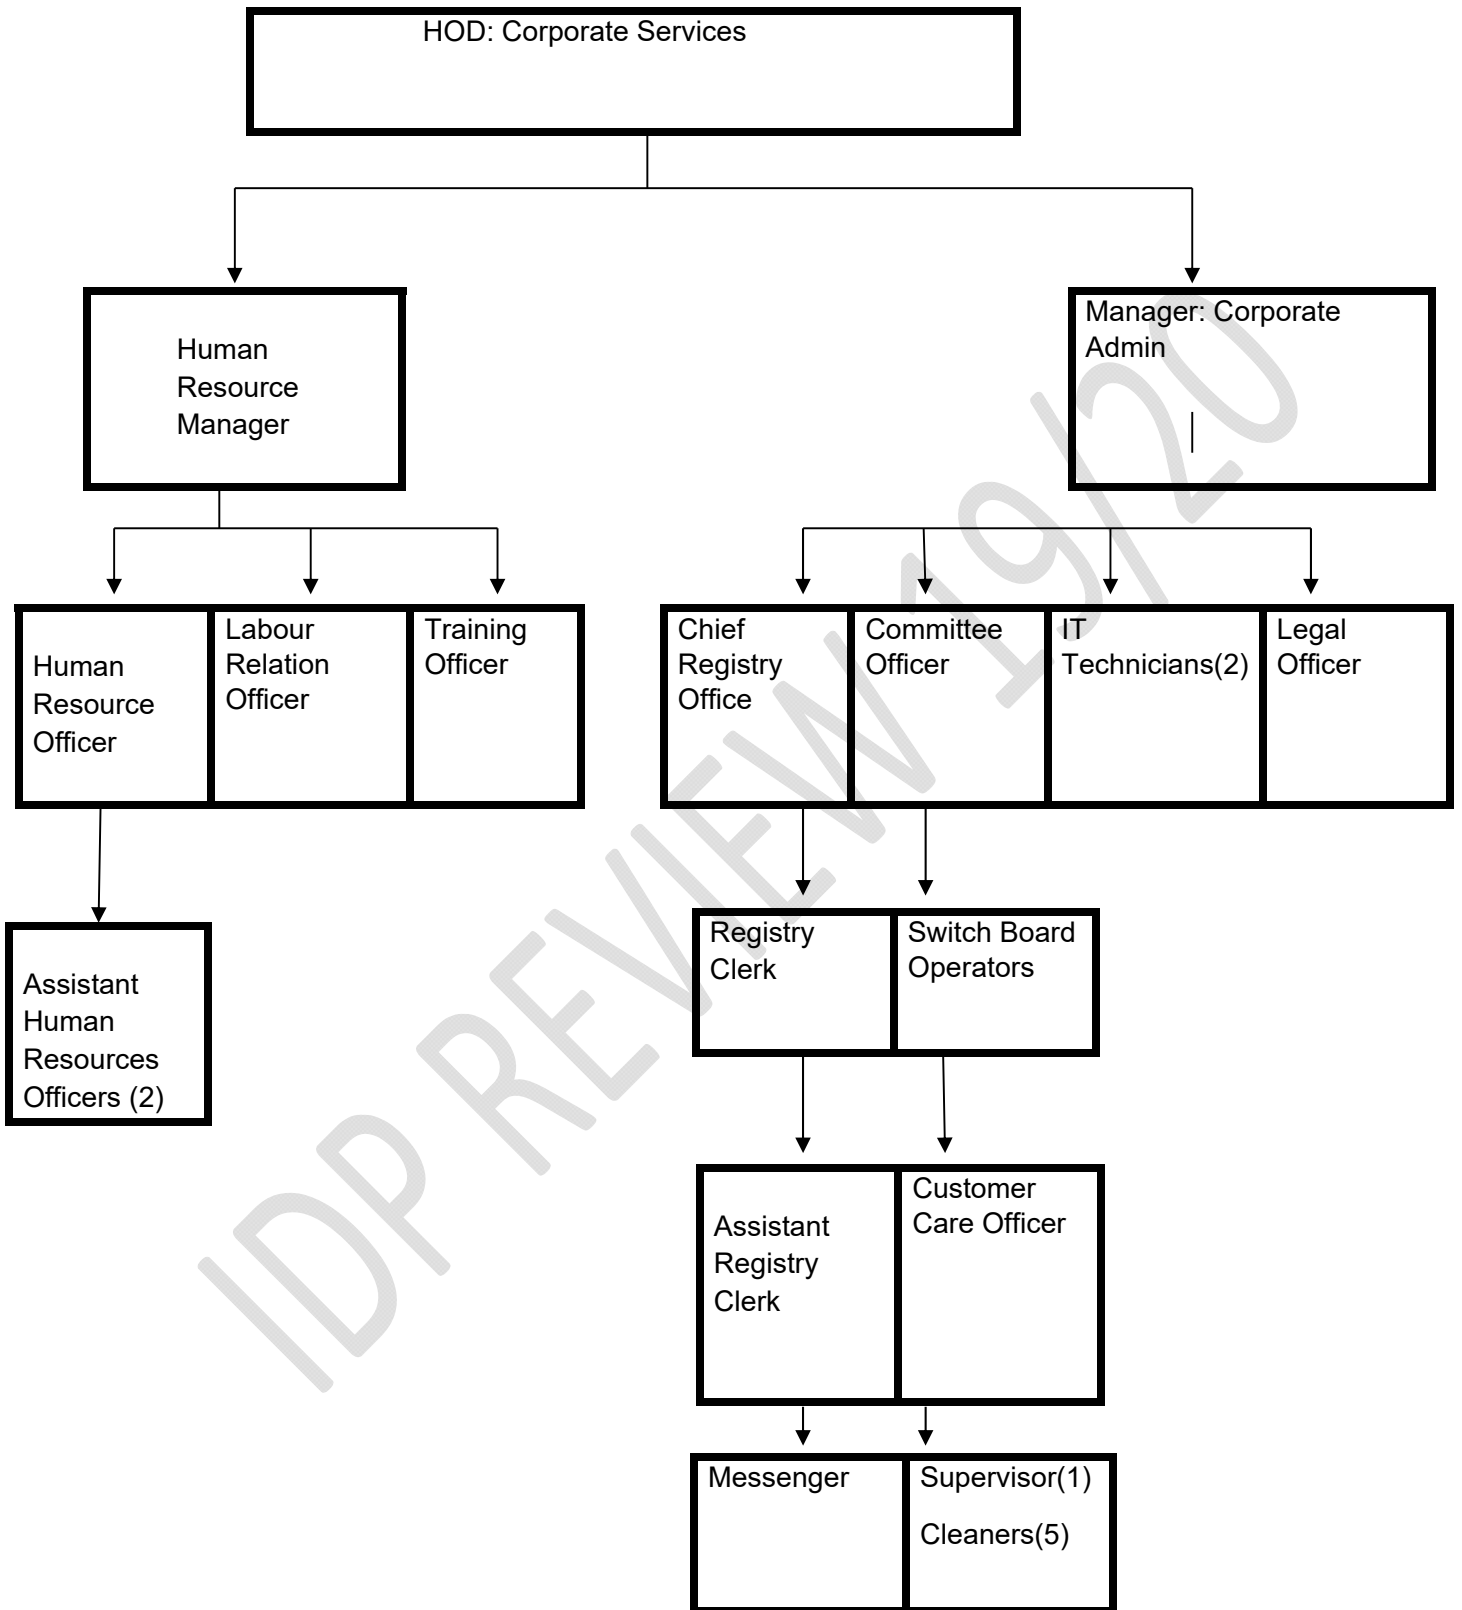 HOD: Corporate Services
Human
Resource
Manager
Manager: Corporate
Admin
Human
Resource
Officer
Labour
Relation
Officer
Training
Officer
Chief
Registry
Office
Committee
Officer
IT
Technicians(2)
Legal
Officer
Assistant
Human
Resources
Officers (2)
Registry
Clerk
Switch Board
Operators
Assistant
Registry
Clerk
Customer
Care Officer
Messenger
Supervisor(1)
Cleaners(5)
IDP REVIEW 19/20